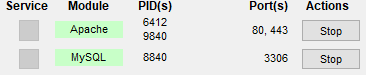 Service Module PID(s) Port(s) Actions
Apache 6412 9840 80, 443 Stop
MySQL 8840 3306 Stop